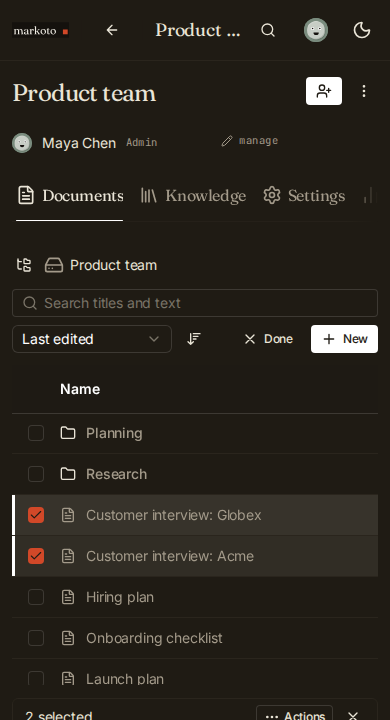 markoto
Product ...
Product team
Maya Chen Admin
manage
Documents Knowledge Settings
Product team
Search titles and text
Last edited
Done
New
Name
Planning
Research
Customer interview: Globex
Customer interview: Acme
Hiring plan
Onboarding checklist
Launch plan
2 selected
Actions